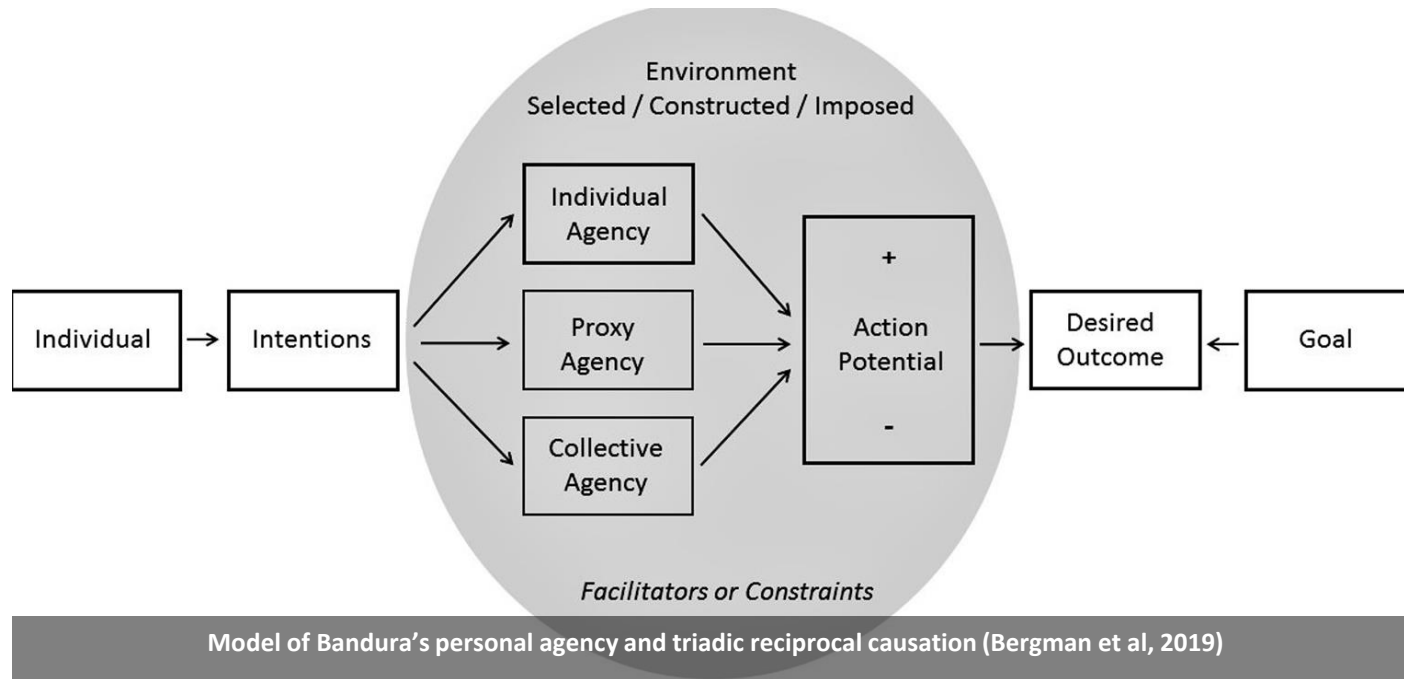 Environment
Selected / Constructed / Imposed
Individual
Agency
Individual
Intentions
Proxy
Agency
Collective
Agency
+
Action
Potential
-
Desired
Outcome
Goal
Facilitators or Constraints
Model of Bandura’s personal agency and triadic reciprocal causation (Bergman et al, 2019)